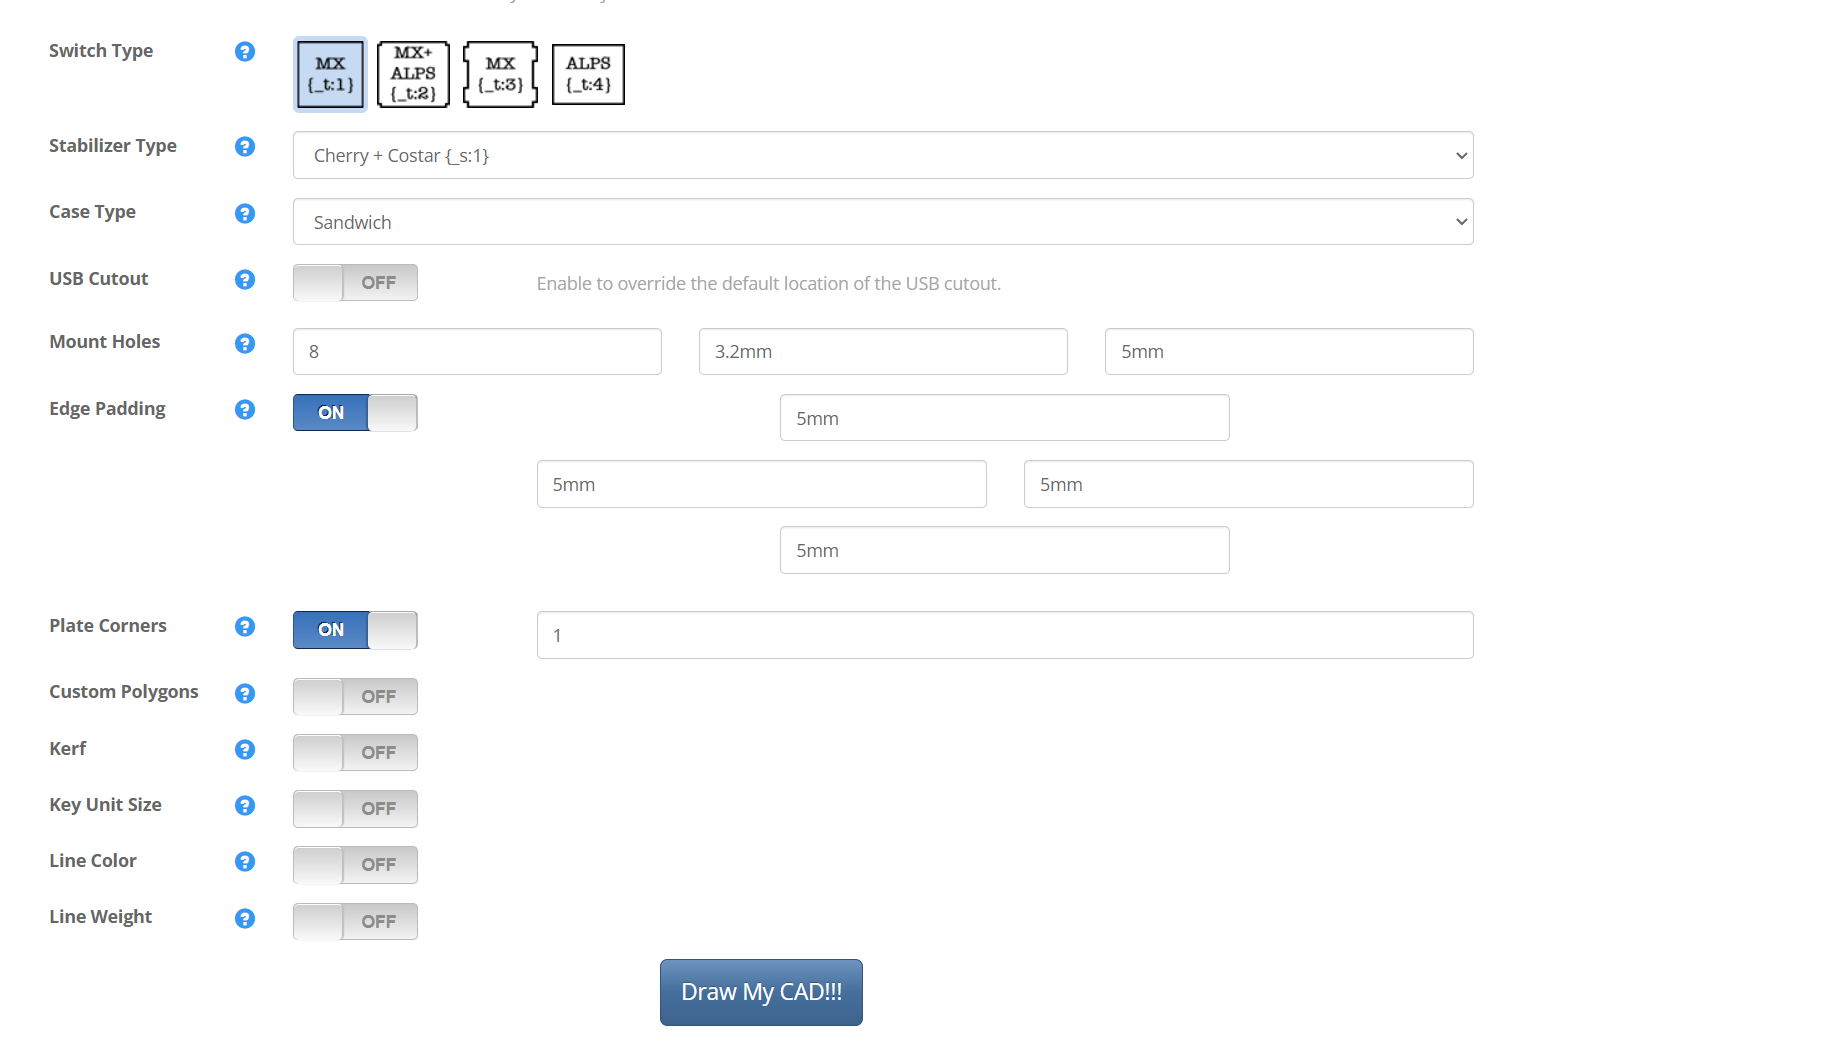 Switch Type
MX
{_t:1}
MX+
ALPS
{_t:2}
MX
{_t:3}
ALPS
{_t:4}
Stabilizer Type
Cherry + Costar {_s:1}
Case Type
Sandwich
USB Cutout
OFF
Enable to override the default location of the USB cutout.
Mount Holes
8
3.2mm
5mm
Edge Padding
ON
5mm
5mm
5mm
5mm
Plate Corners
ON
1
Custom Polygons
OFF
Kerf
OFF
Key Unit Size
OFF
Line Color
OFF
Line Weight
OFF
Draw My CAD!!!